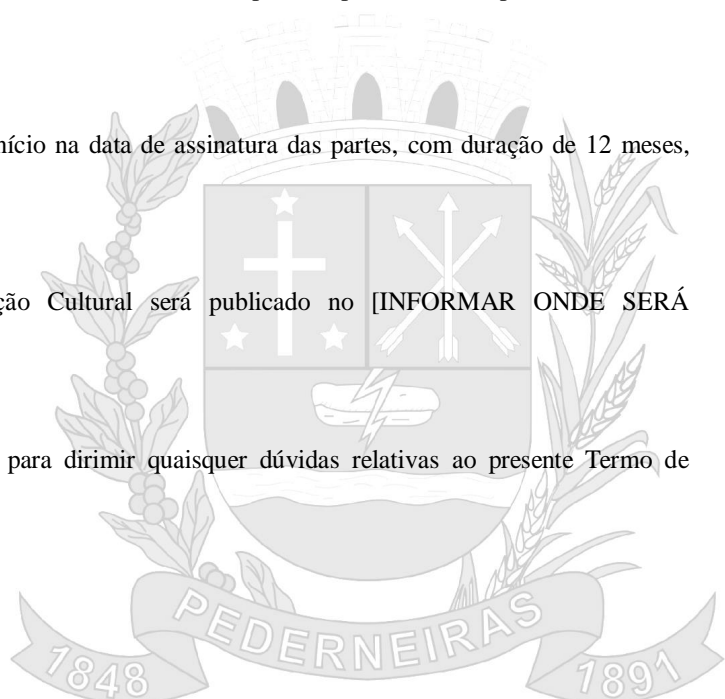 nício na data de assinatura das partes, com duração de 12 meses,
ção Cultural será publicado no [INFORMAR ONDE SERÁ
para dirimir quaisquer dúvidas relativas ao presente Termo de
PEDERNEIRAS
1848 1891